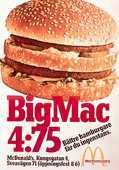 BigMac
4:75
Bättre hamburgare
får du ingenstans.
McDonald's, Kungsgatan 4,
Sveavägen 71 (öppningsfest 8/6)
McDonald's